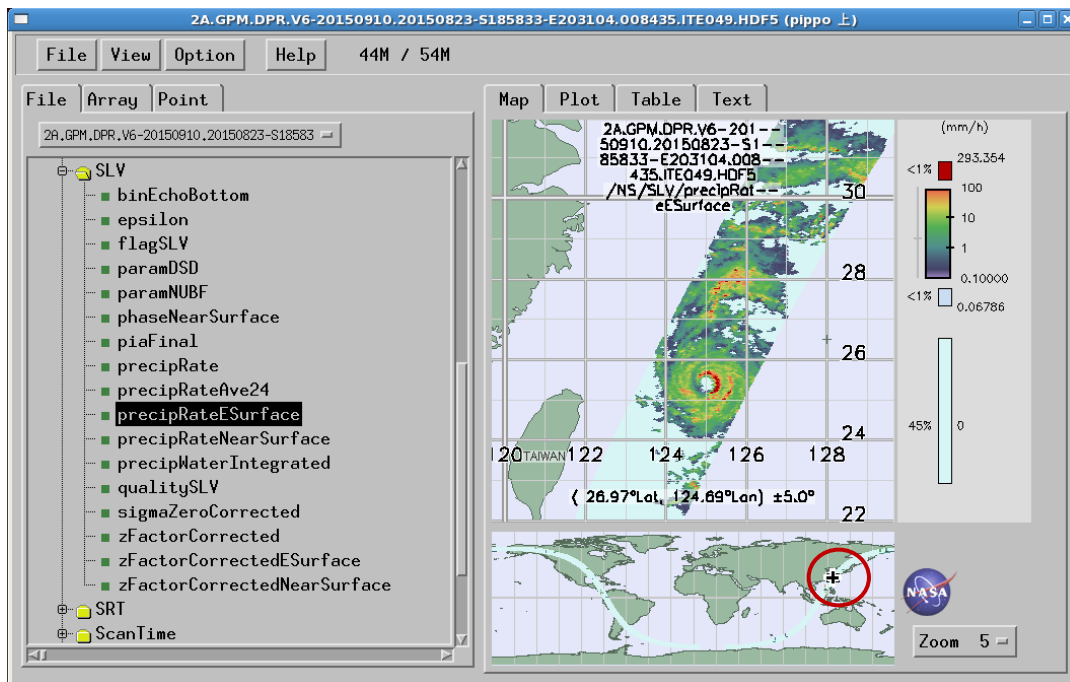 2A.GPM.DPR.V6-20150910.20150823-S185833-E203104.008435.ITE049.HDF5 (pippo 上)
File View Option Help 44M / 54M
File Array Point
2A.GPM.DPR.V6-20150910.20150823-S18583
SLV
binEchoBottom
epsilon
flagSLV
paramDSD
paramNUBF
phaseNearSurface
piaFinal
precipRate
precipRateAve24
precipRateESurface
precipRateNearSurface
precipWaterIntegrated
qualitySLV
sigmaZeroCorrected
zFactorCorrected
zFactorCorrectedESurface
zFactorCorrectedNearSurface
SRT
ScanTime
Map Plot Table Text
2A.GPM.DPR.V6-201--
50910.20150823-S1
85833-E203104.008--
435.ITE049.HDF5
/NS/SLV/precipRat--
eESurface
30
28
26
24
120 TAIWAN 122 124 126 128
( 26.97°Lat, 124.69°Lon) ±5.0°
22
(mm/h)
293.354
<1%
100
10
1
0.10000
<1%
0.06786
45% 0
NASA
Zoom 5